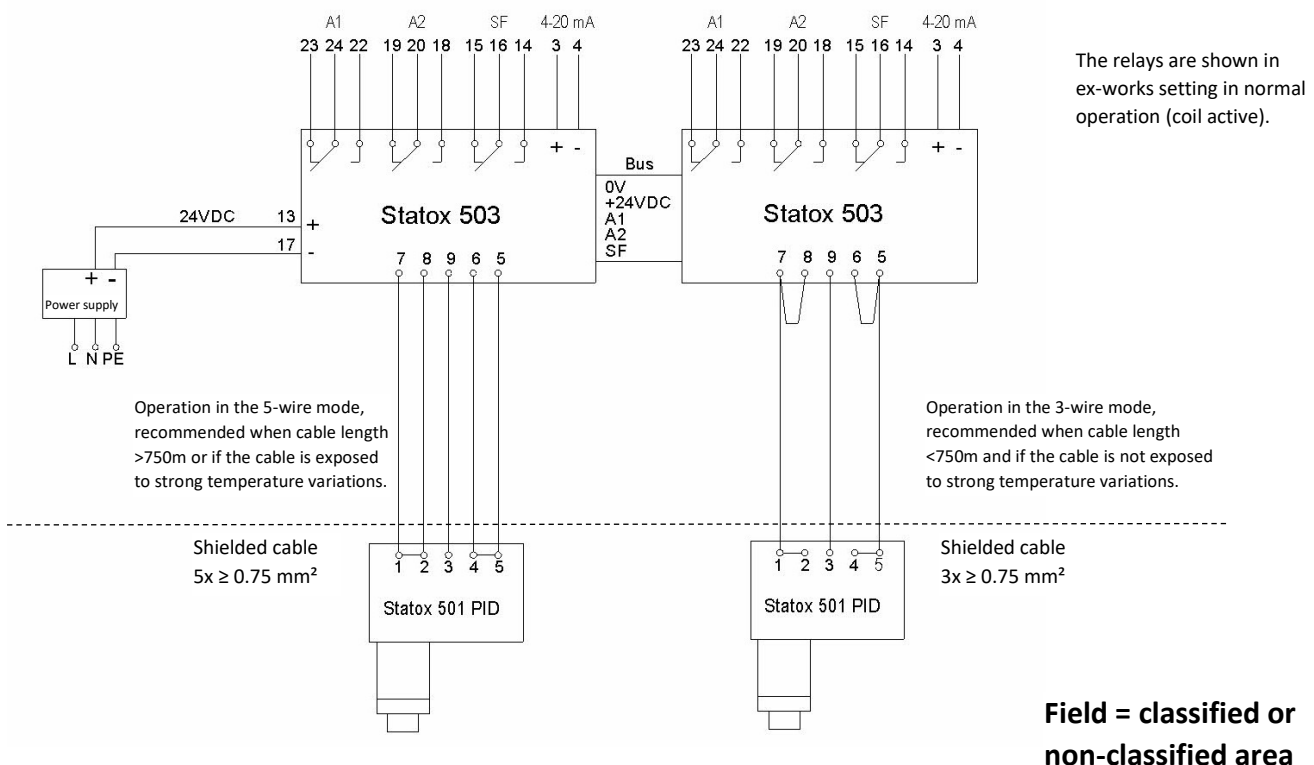 A1 A2 SF 4-20 mA A1 A2 SF 4-20 mA
23 24 22 19 20 18 15 16 14 3 4 23 24 22 19 20 18 15 16 14 3 4
The relays are shown in
ex-works setting in normal
operation (coil active).
+ - + -
Bus
0V
+24VDC
A1
A2
SF
Statox 503 Statox 503
24VDC 13 +
17 -
7 8 9 6 5 7 8 9 6 5
+ -
Power supply
L N PE
Operation in the 5-wire mode,
recommended when cable length
>750m or if the cable is exposed
to strong temperature variations.
Operation in the 3-wire mode,
recommended when cable length
<750m and if the cable is not exposed
to strong temperature variations.
Shielded cable
5x ≥ 0.75 mm²
1 2 3 4 5
Statox 501 PID
1 2 3 4 5
Statox 501 PID
Shielded cable
3x ≥ 0.75 mm²
Field = classified or
non-classified area